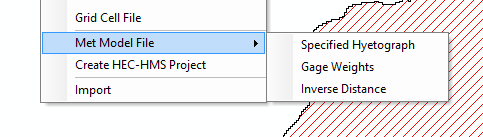 Grid Cell File
Met Model File
Specified Hyetograph
Gage Weights
Create HEC-HMS Project
Inverse Distance
Import